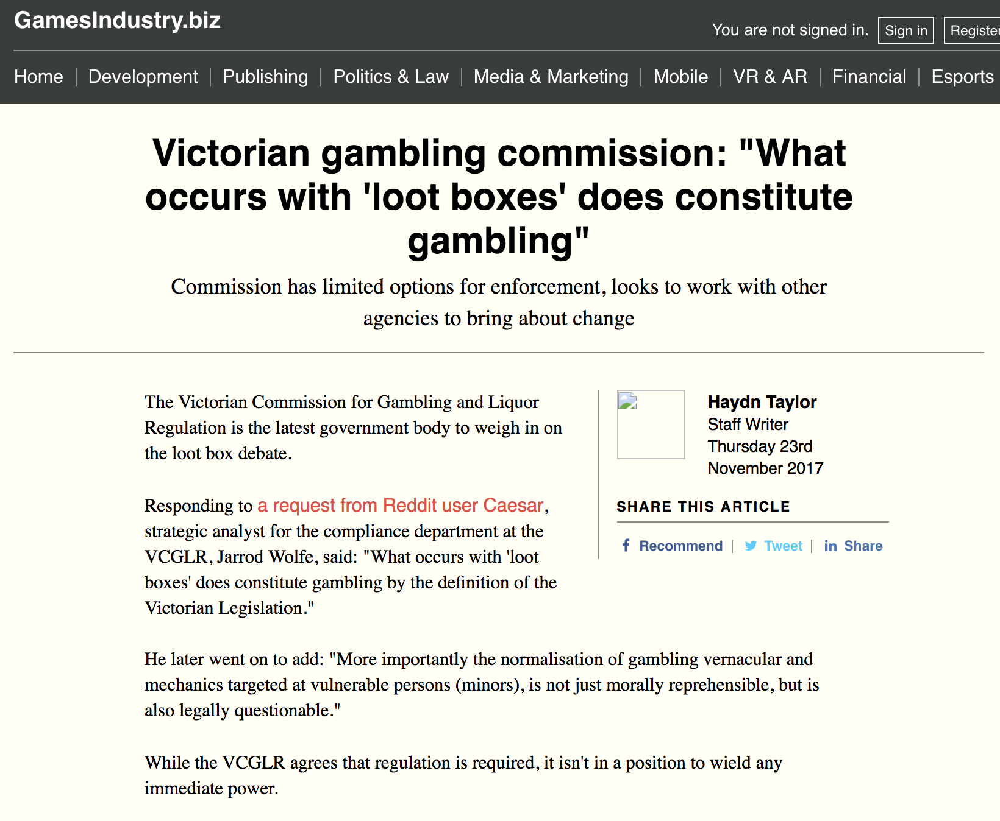 GamesIndustry.biz
You are not signed in. Sign in Register
Home Development Publishing Politics & Law Media & Marketing Mobile VR & AR Financial Esports
Victorian gambling commission: "What
occurs with 'loot boxes' does constitute
gambling"
Commission has limited options for enforcement, looks to work with other
agencies to bring about change
The Victorian Commission for Gambling and Liquor
Regulation is the latest government body to weigh in on
the loot box debate.
Responding to a request from Reddit user Caesar,
strategic analyst for the compliance department at the
VCGLR, Jarrod Wolfe, said: "What occurs with 'loot
boxes' does constitute gambling by the definition of the
Victorian Legislation."
Haydn Taylor
Staff Writer
Thursday 23rd
November 2017
SHARE THIS ARTICLE
Recommend | Tweet | in Share
He later went on to add: "More importantly the normalisation of gambling vernacular and
mechanics targeted at vulnerable persons (minors), is not just morally reprehensible, but is
also legally questionable."
While the VCGLR agrees that regulation is required, it isn't in a position to wield any
immediate power.